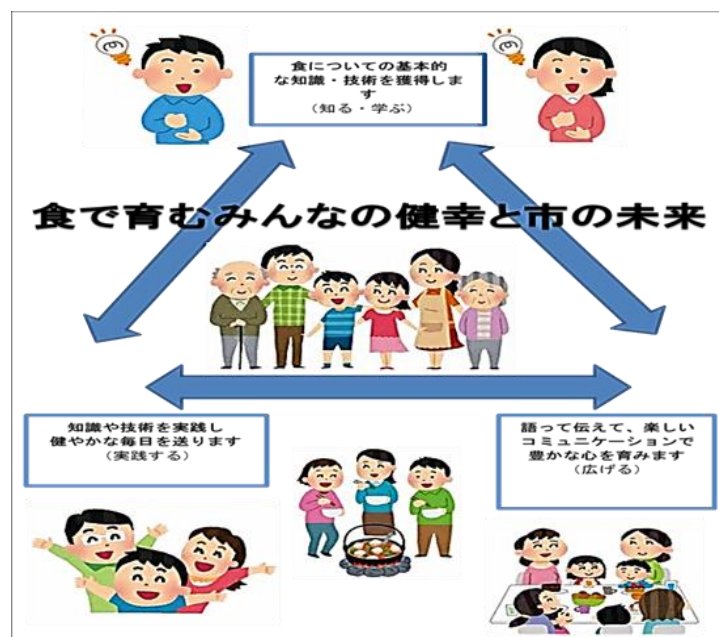 食についての基本的
な知識・技術を獲得しま
す
（知る・学ぶ）
食で育むみんなの健幸と市の未来
知識や技術を実践し
健やかな毎日を送ります
（実践する）
語って伝えて、楽しい
コミュニケーションで
豊かな心を育みます
（広げる）